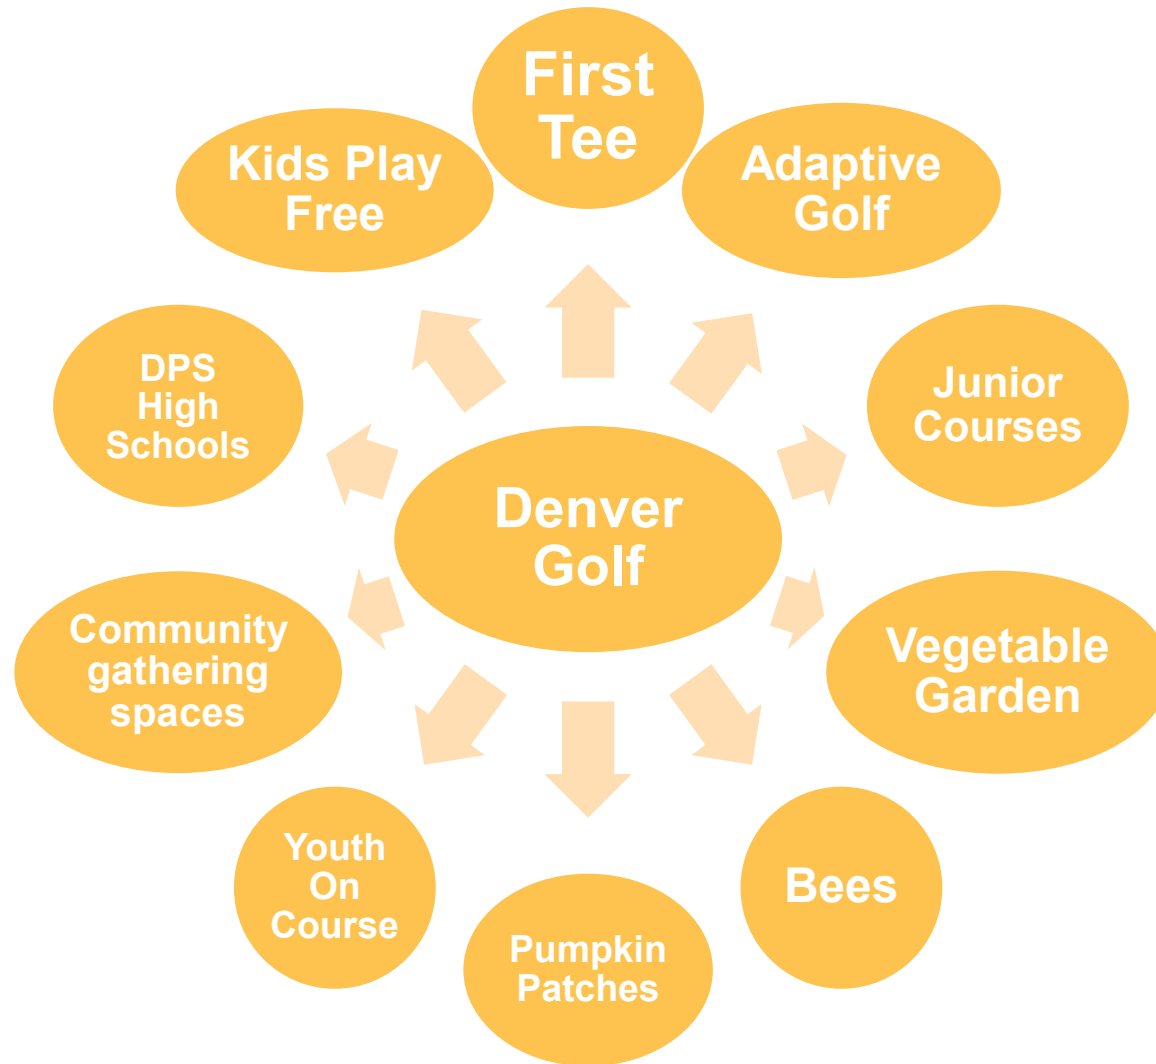 First
Tee
Kids Play
Free
Adaptive
Golf
DPS
High
Schools
Junior
Courses
Denver
Golf
Community
gathering
spaces
Vegetable
Garden
Youth
On
Course
Bees
Pumpkin
Patches